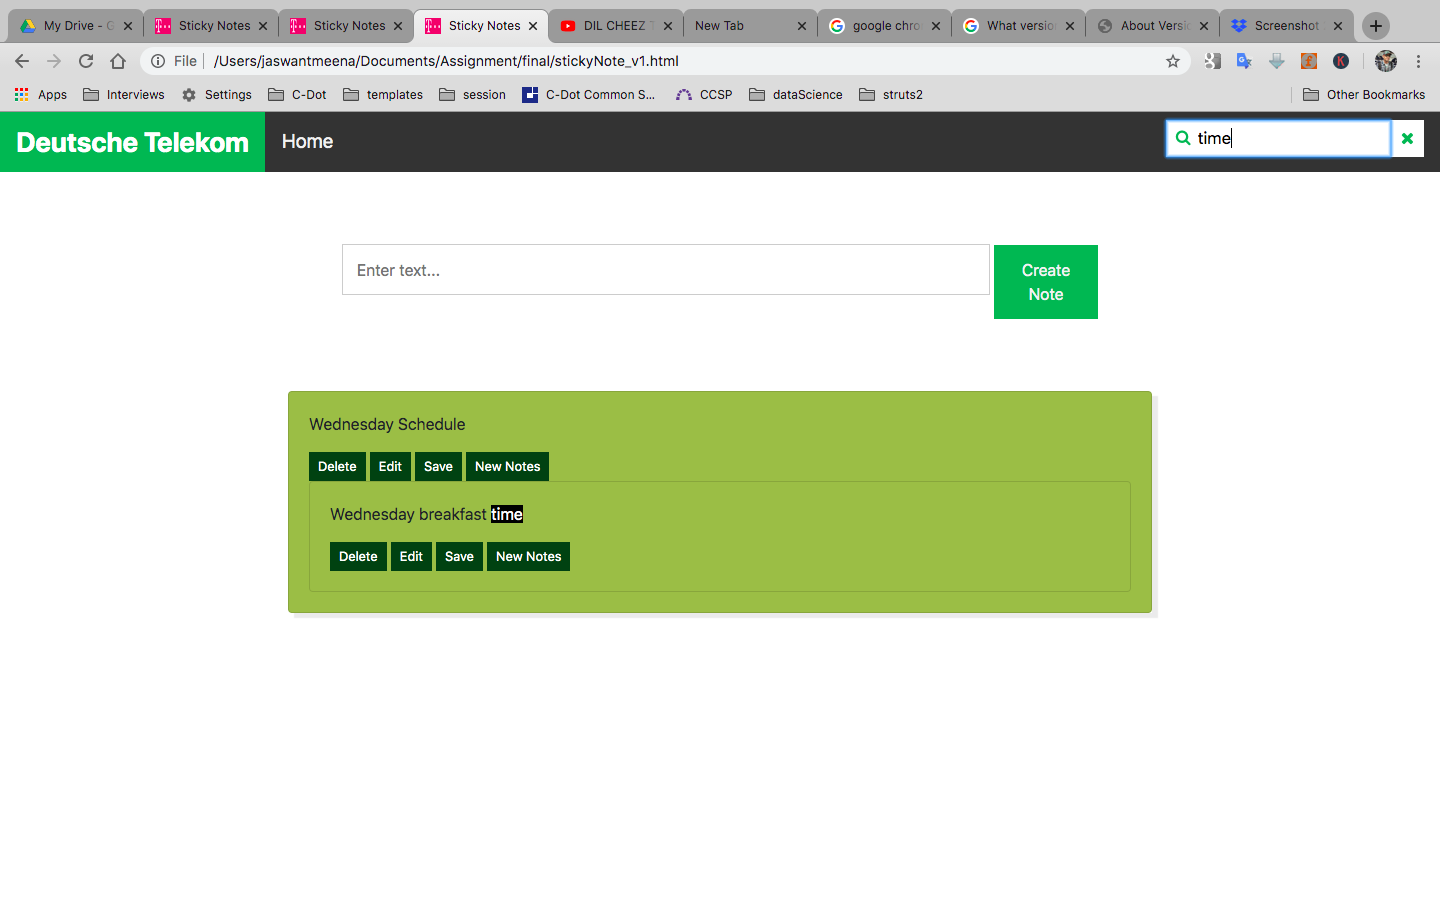 My Drive - G
Sticky Notes
Sticky Notes
Sticky Notes
DIL CHEEZ T
New Tab
google chro
What versio
About Versio
Screenshot
File
/Users/jaswantmeena/Documents/Assignment/final/stickyNote_v1.html
Apps
Interviews
Settings
C-Dot
templates
session
C-Dot Common S...
CCSP
dataScience
struts2
Other Bookmarks
Deutsche Telekom
Home
time
Enter text...
Create
Note
Wednesday Schedule
Delete
Edit
Save
New Notes
Wednesday breakfast time
Delete
Edit
Save
New Notes